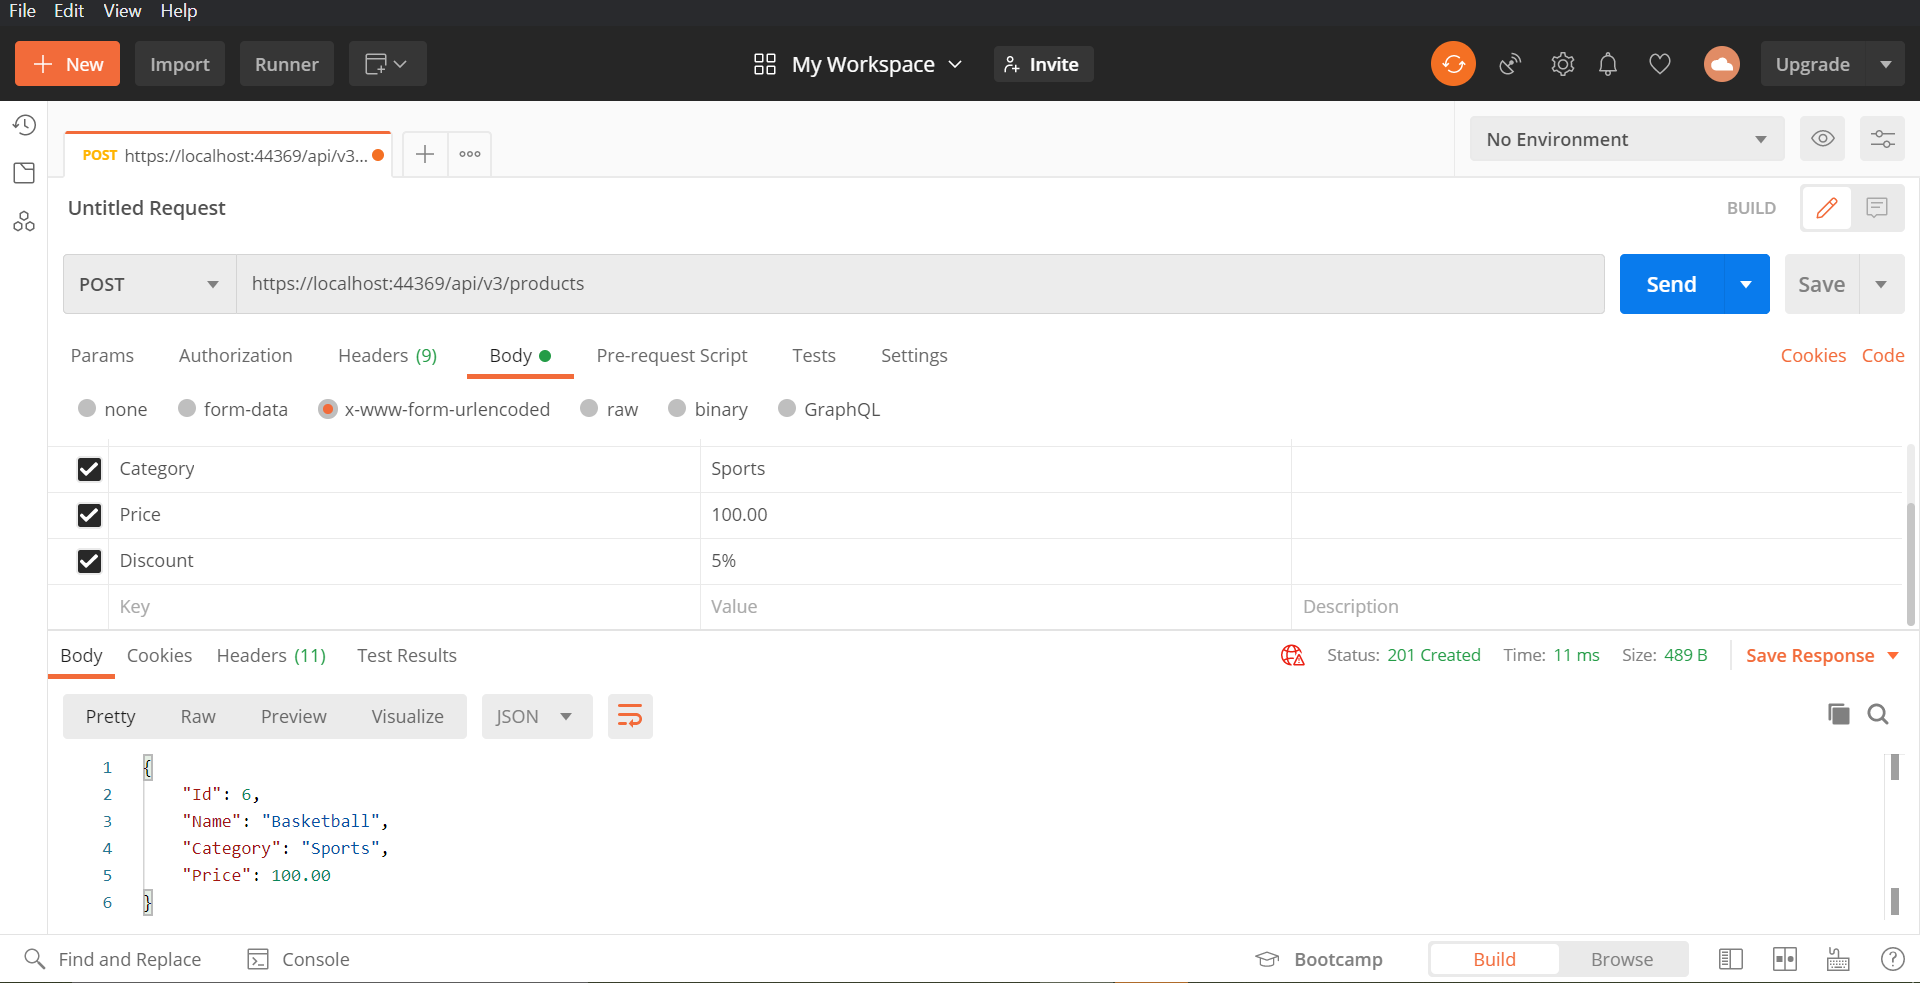 File Edit View Help
New Import Runner My Workspace Invite Upgrade
POST https://localhost:44369/api/v3... No Environment
Untitled Request BUILD
POST https://localhost:44369/api/v3/products Send Save
Params Authorization Headers (9) Body Pre-request Script Tests Settings Cookies Code
none form-data x-www-form-urlencoded raw binary GraphQL
Category Sports
Price 100.00
Discount 5%
Key Value Description
Body Cookies Headers (11) Test Results Status: 201 Created Time: 11 ms Size: 489 B Save Response
Pretty Raw Preview Visualize JSON
1 {
2 "Id": 6,
3 "Name": "Basketball",
4 "Category": "Sports",
5 "Price": 100.00
6 }
Find and Replace Console Bootcamp Build Browse